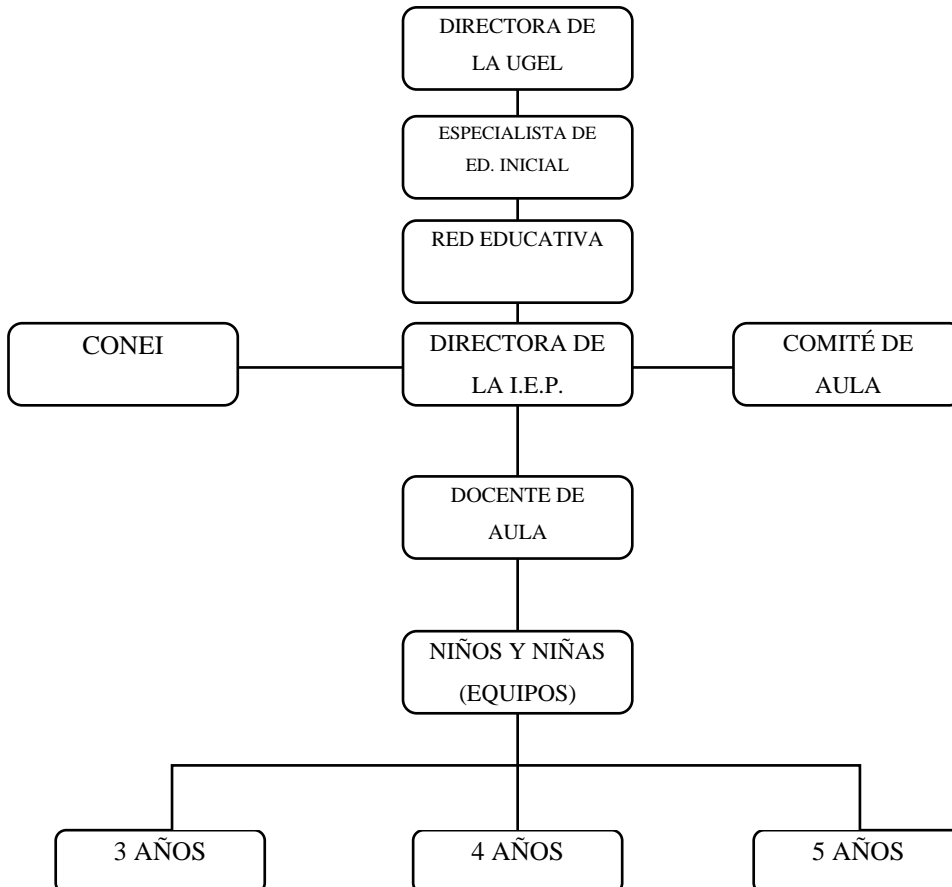 DIRECTORA DE
LA UGEL
ESPECIALISTA DE
ED. INICIAL
RED EDUCATIVA
CONEI
DIRECTORA DE
LA I.E.P.
COMITÉ DE
AULA
DOCENTE DE
AULA
NIÑOS Y NIÑAS
(EQUIPOS)
3 AÑOS
4 AÑOS
5 AÑOS